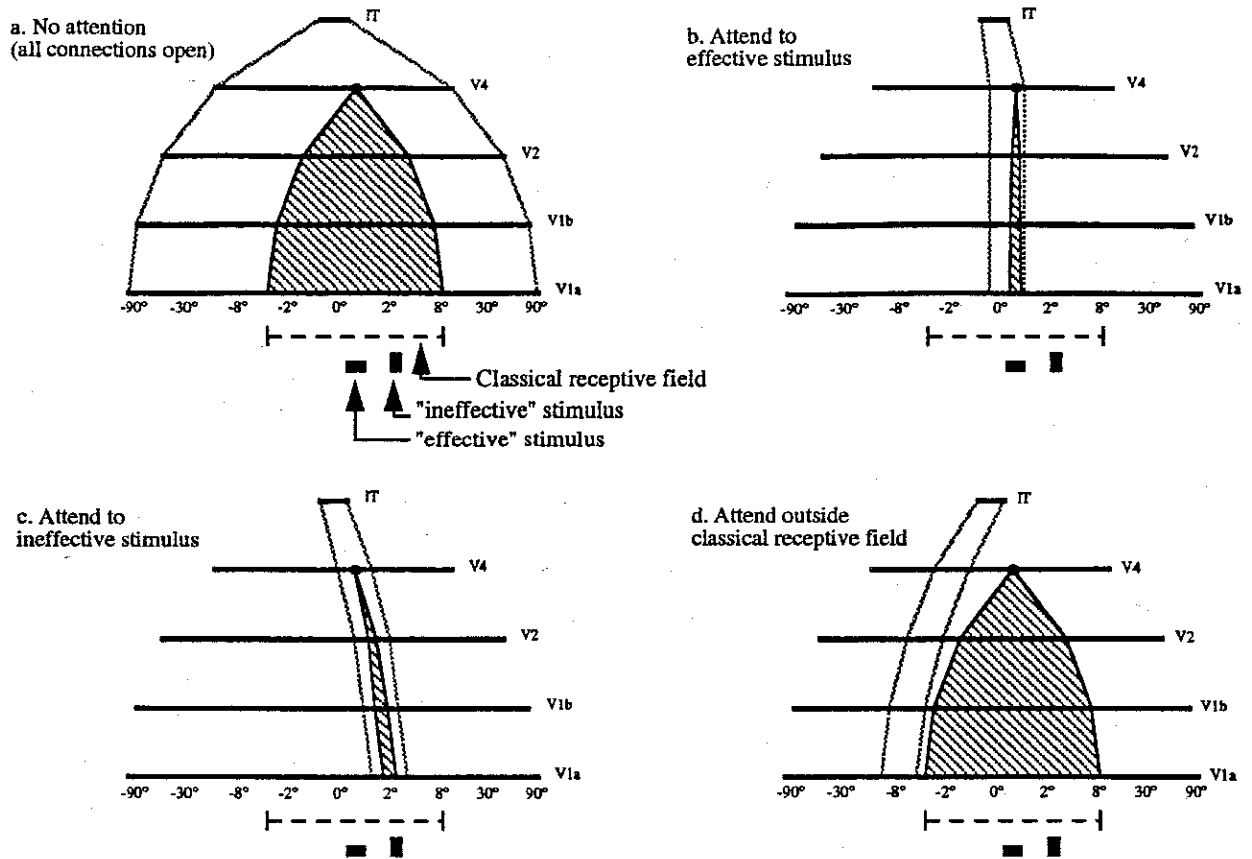 a. No attention
(all connections open)
IT
V4
V2
V1b
V1a
-90° -30° -8° -2° 0° 2° 8° 30° 90°
Classical receptive field
"ineffective" stimulus
"effective" stimulus
b. Attend to
effective stimulus
IT
V4
V2
V1b
V1a
-90° -30° -8° -2° 0° 2° 8° 30° 90°
c. Attend to
ineffective stimulus
IT
V4
V2
V1b
V1a
-90° -30° -8° -2° 0° 2° 8° 30° 90°
d. Attend outside
classical receptive field
IT
V4
V2
V1b
V1a
-90° -30° -8° -2° 0° 2° 8° 30° 90°